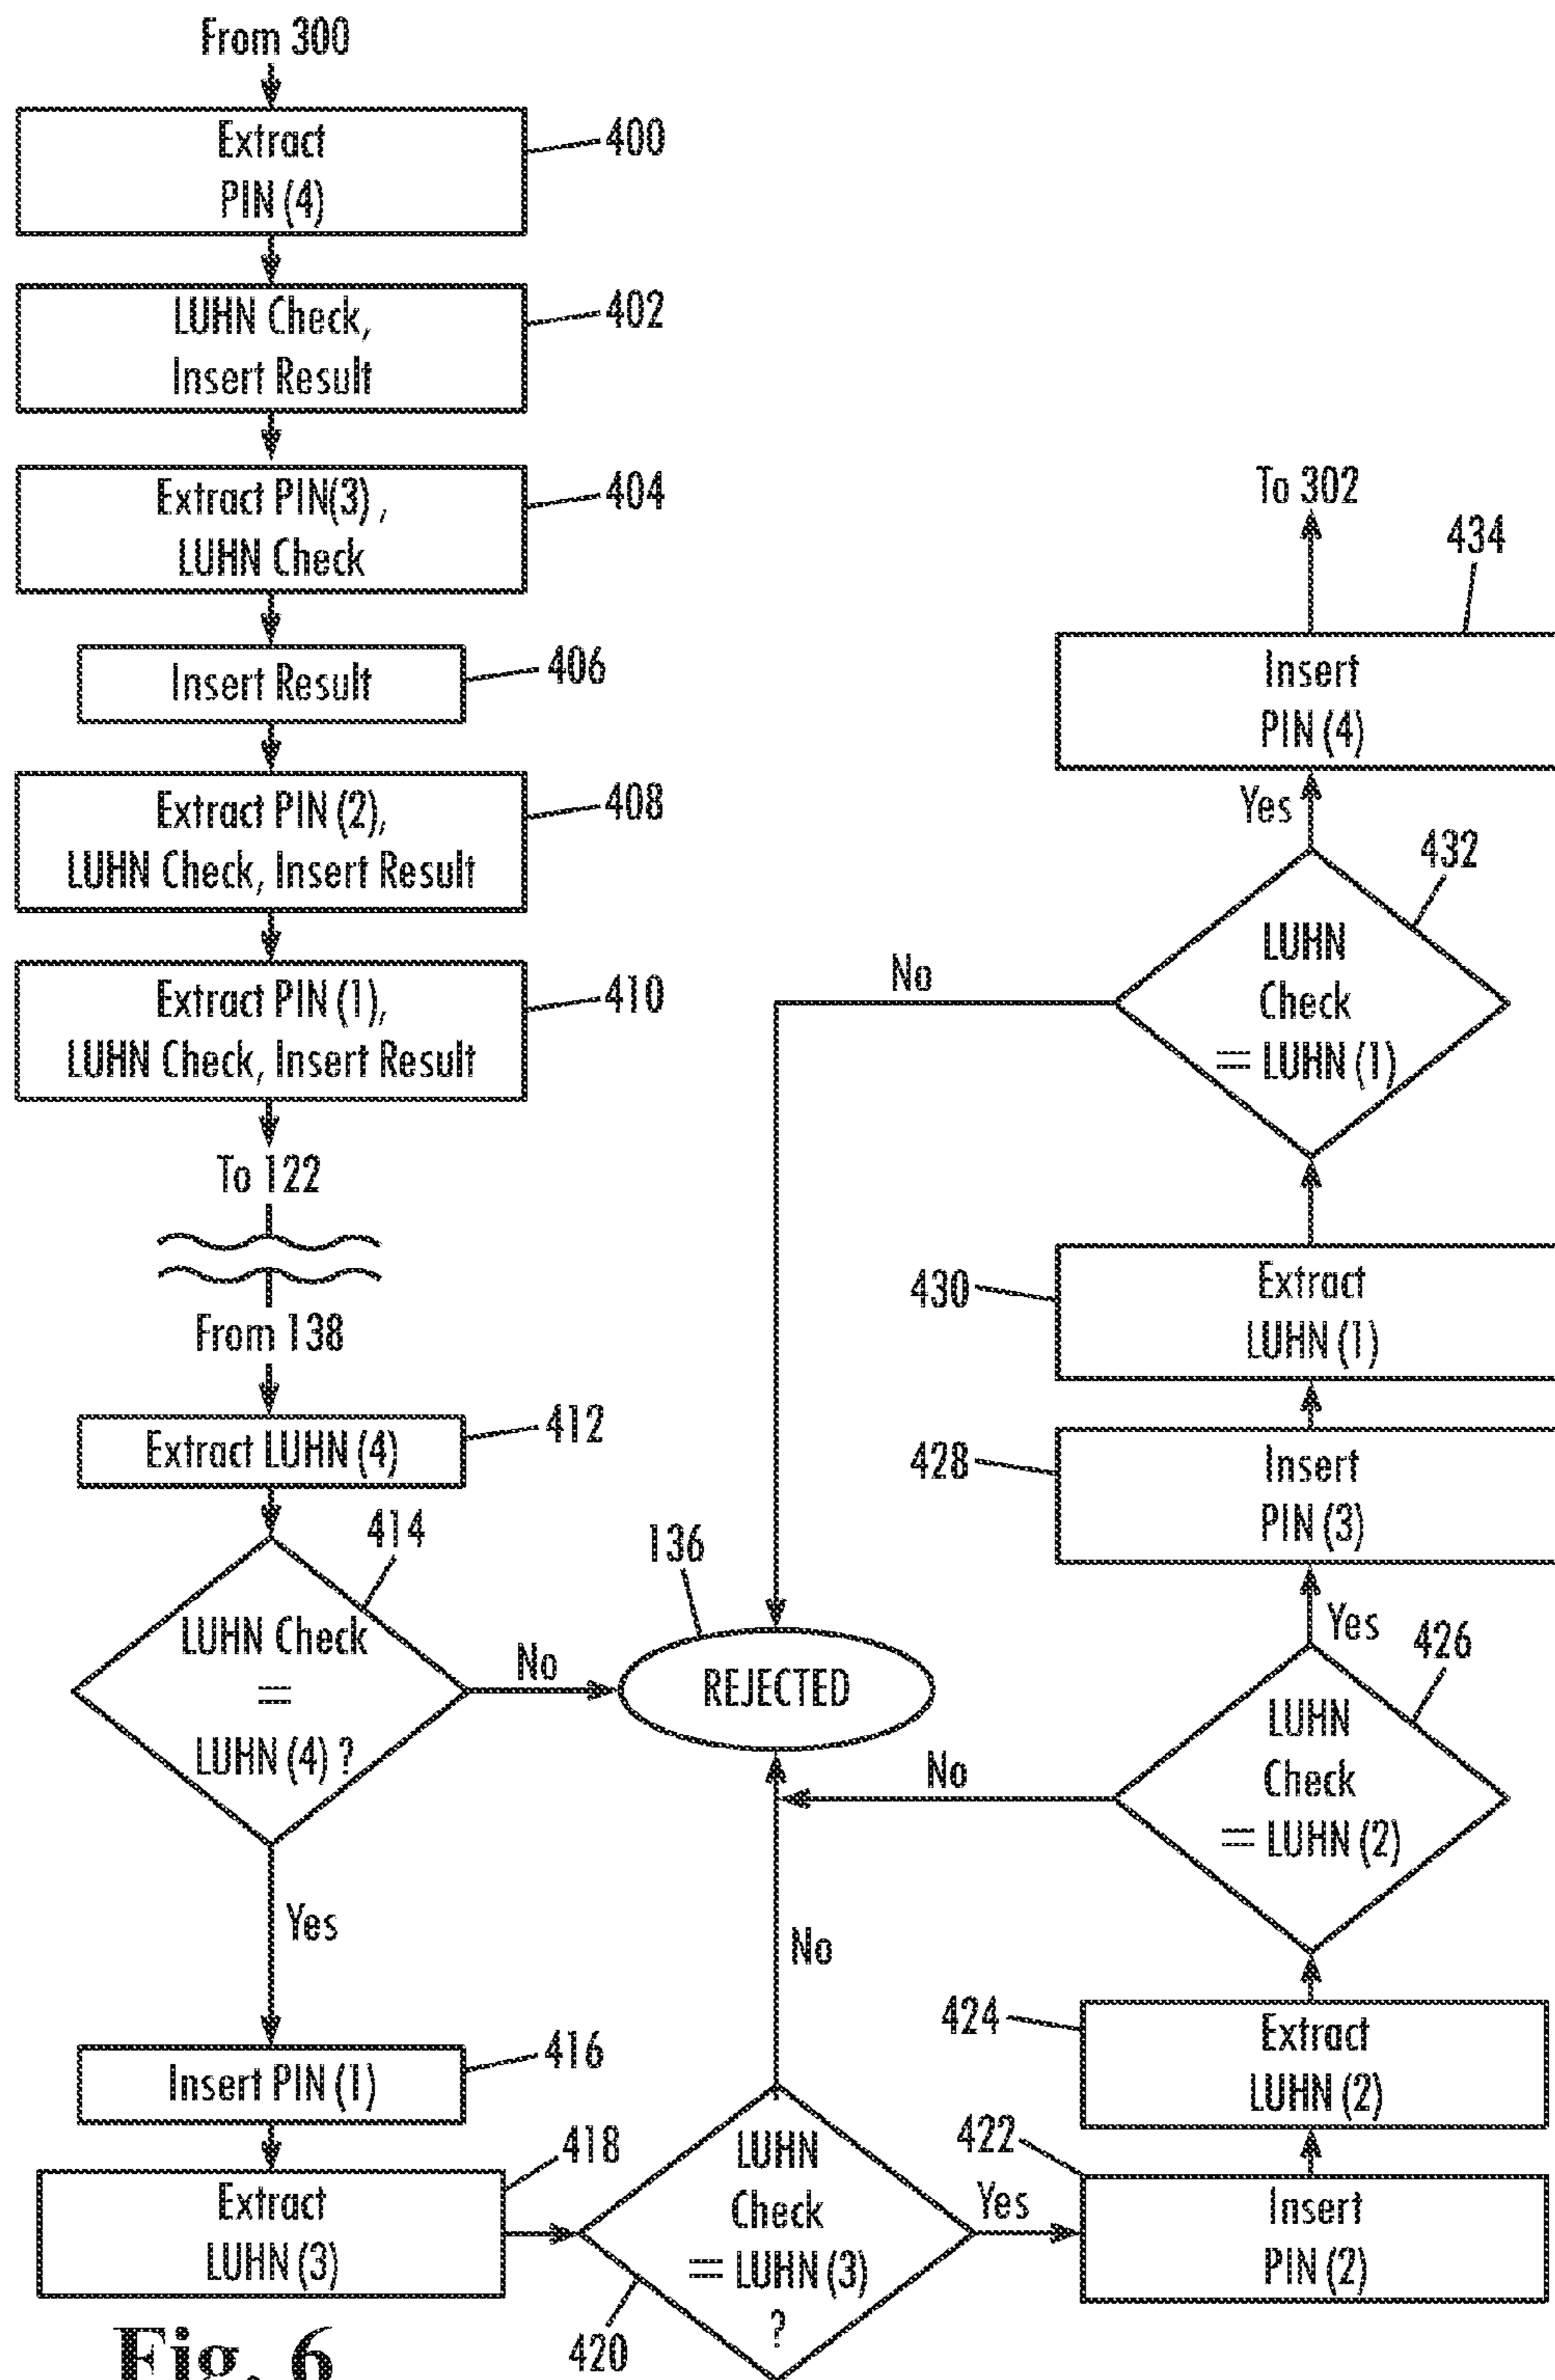 From 300
Extract
PIN (4)
400
LUHN Check,
Insert Result
402
Extract PIN(3) ,
LUHN Check
404
Insert Result
406
Extract PIN (2),
LUHN Check, Insert Result
408
Extract PIN (1),
LUHN Check, Insert Result
410
To 122
From 138
Extract LUHN (4)
412
414
LUHN Check
=
LUHN (4) ?
No
Yes
136
REJECTED
Insert PIN (1)
416
Extract
LUHN (3)
418
LUHN
Check
= LUHN (3)
?
420
No
Yes
422
Insert
PIN (2)
424
Extract
LUHN (2)
LUHN
Check
= LUHN (2)
426
No
Yes
428
Insert
PIN (3)
430
Extract
LUHN (1)
LUHN
Check
= LUHN (1)
432
No
Yes
Insert
PIN (4)
434
To 302
Fig. 6